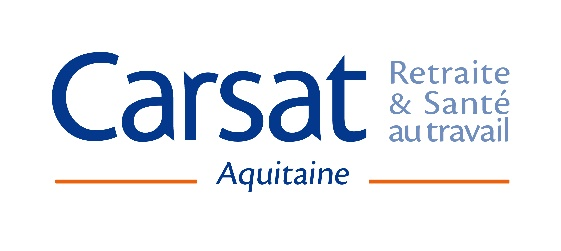 Carsat
Retraite
& Santé
au travail
Aquitaine